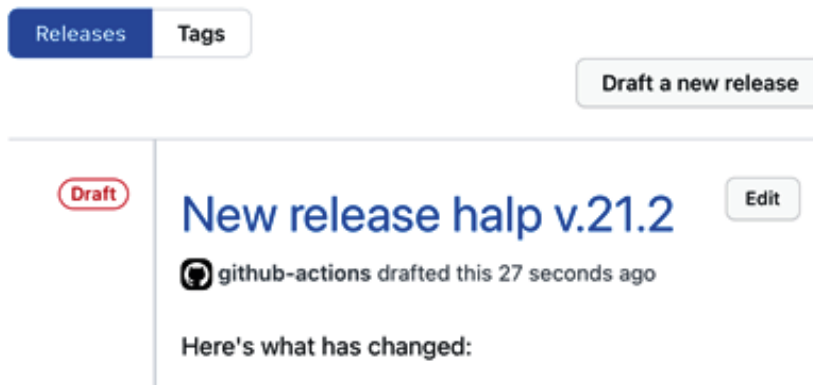 Releases Tags
Draft a new release
Draft
New release halp v.21.2
Edit
github-actions drafted this 27 seconds ago
Here's what has changed: